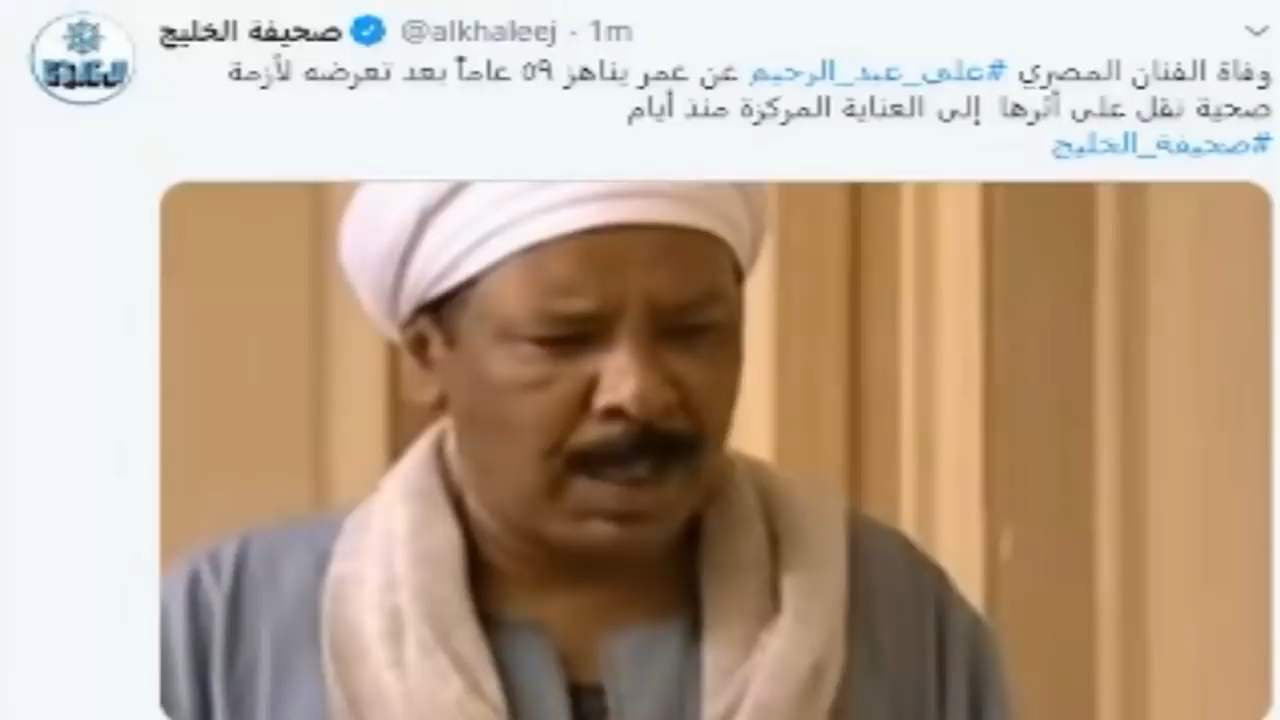 صحيفة الخليج @alkhaleej · 1m
وفاة الفنان المصري #علي_عبد_الرحيم عن عمر يناهز ٥٩ عاماً بعد تعرضه لأزمة
صحية نقل على أثرها إلى العناية المركزة منذ أيام
#صحيفة_الخليج
الخليج